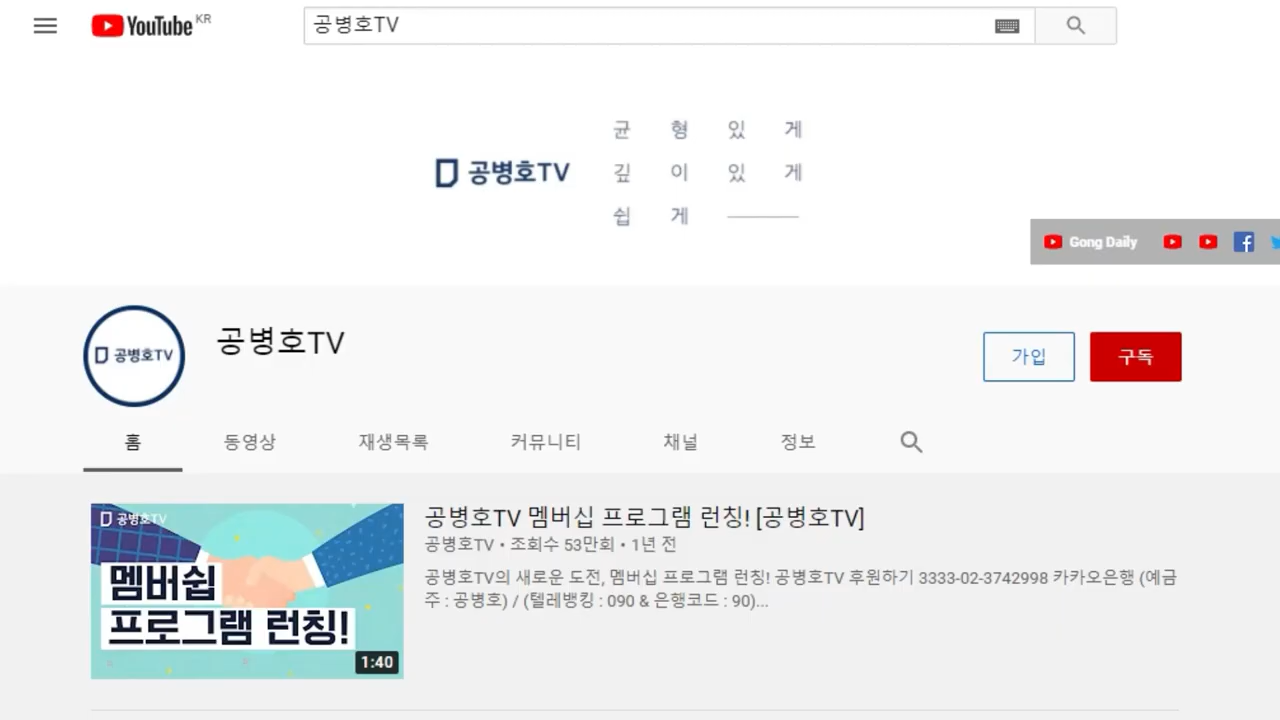 YouTube KR
공병호TV
균 형 있 게
공병호TV
깊 이 있 게
쉽 게
Gong Daily
공병호TV
공병호TV
가입
구독
홈
동영상
재생목록
커뮤니티
채널
정보
공병호TV
멤버쉽
프로그램 런칭!
1:40
공병호TV 멤버십 프로그램 런칭! [공병호TV]
공병호TV • 조회수 53만회 • 1년 전
공병호TV의 새로운 도전, 멤버십 프로그램 런칭! 공병호TV 후원하기 3333-02-3742998 카카오은행 (예금
주 : 공병호) / (텔레뱅킹 : 090 & 은행코드 : 90)...